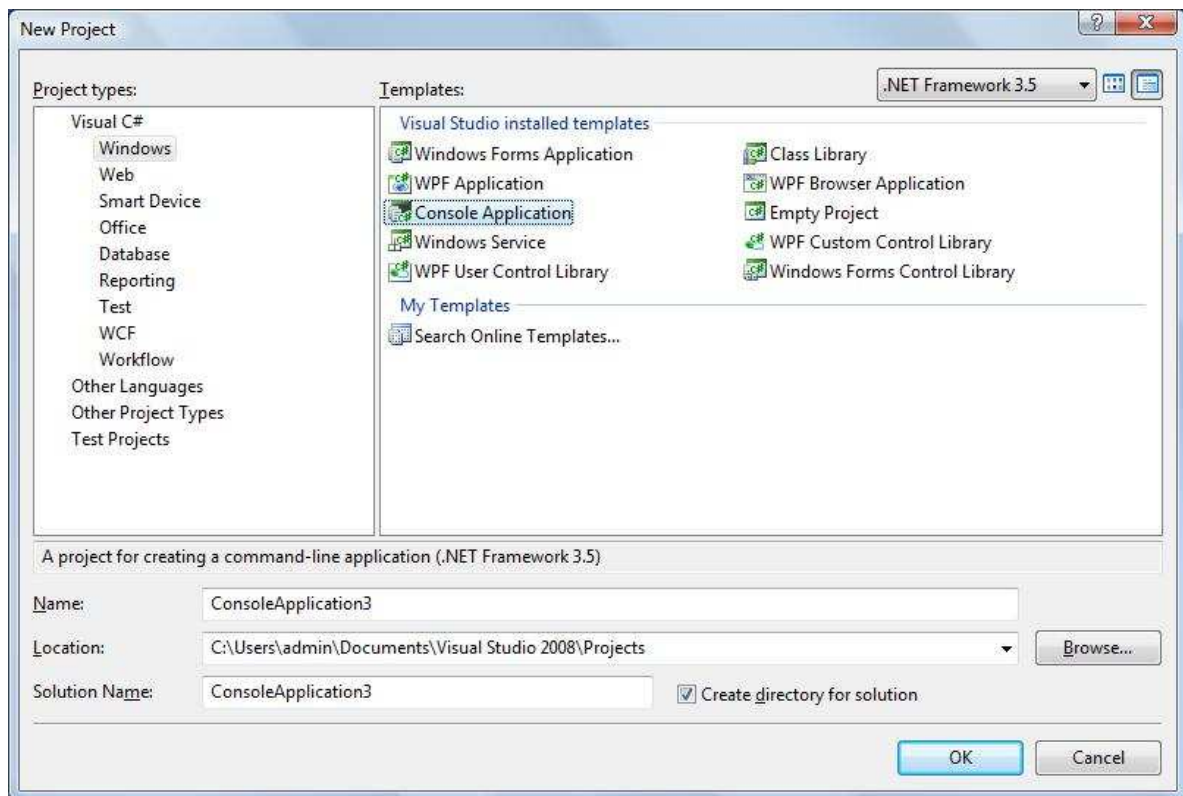 New Project
Project types:
Templates:
.NET Framework 3.5
Visual C#
Windows
Web
Smart Device
Office
Database
Reporting
Test
WCF
Workflow
Other Languages
Other Project Types
Test Projects
Visual Studio installed templates
Windows Forms Application
WPF Application
Console Application
Windows Service
WPF User Control Library
Class Library
WPF Browser Application
Empty Project
WPF Custom Control Library
Windows Forms Control Library
My Templates
Search Online Templates...
A project for creating a command-line application (.NET Framework 3.5)
Name:
ConsoleApplication3
Location:
C:\Users\admin\Documents\Visual Studio 2008\Projects
Browse...
Solution Name:
ConsoleApplication3
Create directory for solution
OK
Cancel